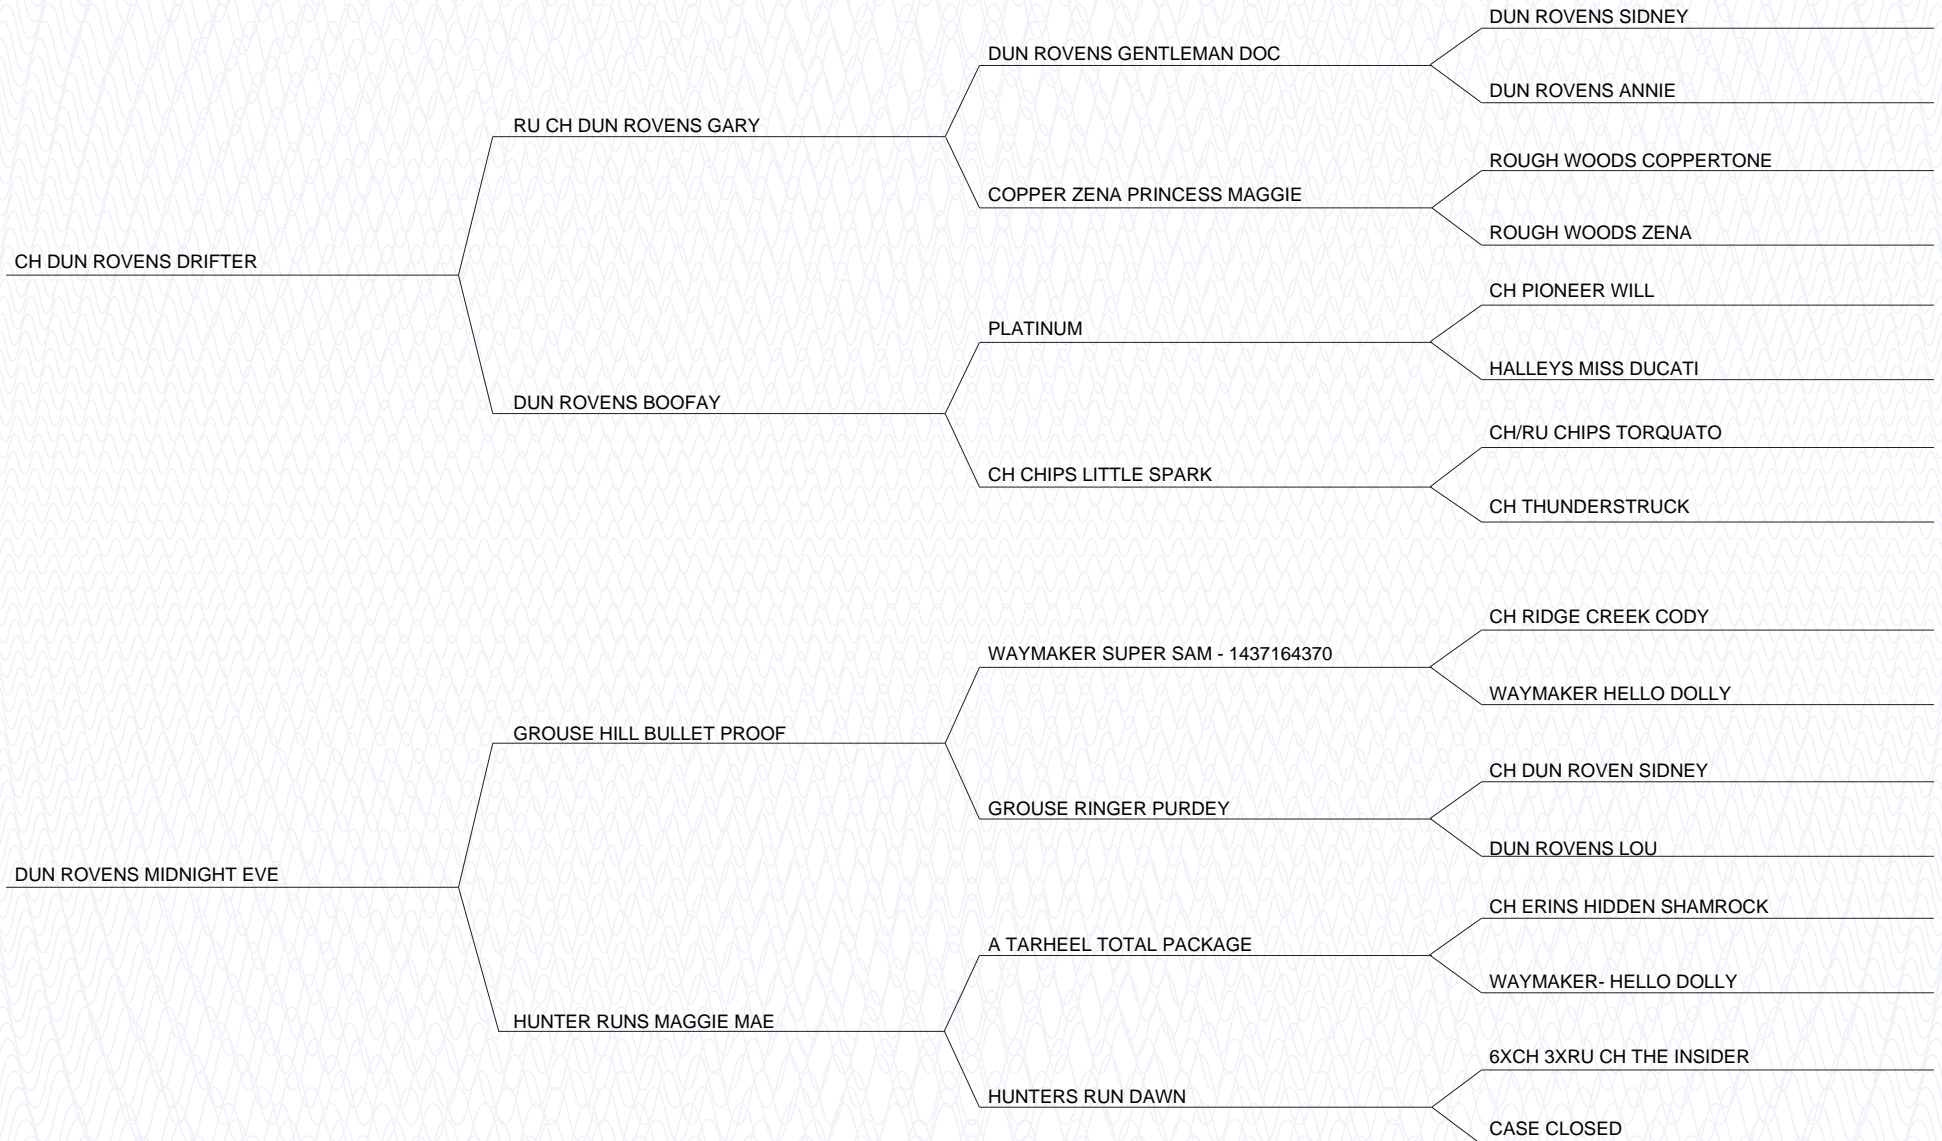 DUN ROVENS SIDNEY
DUN ROVENS GENTLEMAN DOC
DUN ROVENS ANNIE
RU CH DUN ROVENS GARY
ROUGH WOODS COPPERTONE
COPPER ZENA PRINCESS MAGGIE
ROUGH WOODS ZENA
CH DUN ROVENS DRIFTER
CH PIONEER WILL
PLATINUM
HALLEYS MISS DUCATI
DUN ROVENS BOOFAY
CH/RU CHIPS TORQUATO
CH CHIPS LITTLE SPARK
CH THUNDERSTRUCK
CH RIDGE CREEK CODY
WAYMAKER SUPER SAM - 1437164370
WAYMAKER HELLO DOLLY
GROUSE HILL BULLET PROOF
CH DUN ROVEN SIDNEY
GROUSE RINGER PURDEY
DUN ROVENS LOU
DUN ROVENS MIDNIGHT EVE
CH ERINS HIDDEN SHAMROCK
A TARHEEL TOTAL PACKAGE
WAYMAKER- HELLO DOLLY
HUNTER RUNS MAGGIE MAE
6XCH 3XRU CH THE INSIDER
HUNTERS RUN DAWN
CASE CLOSED